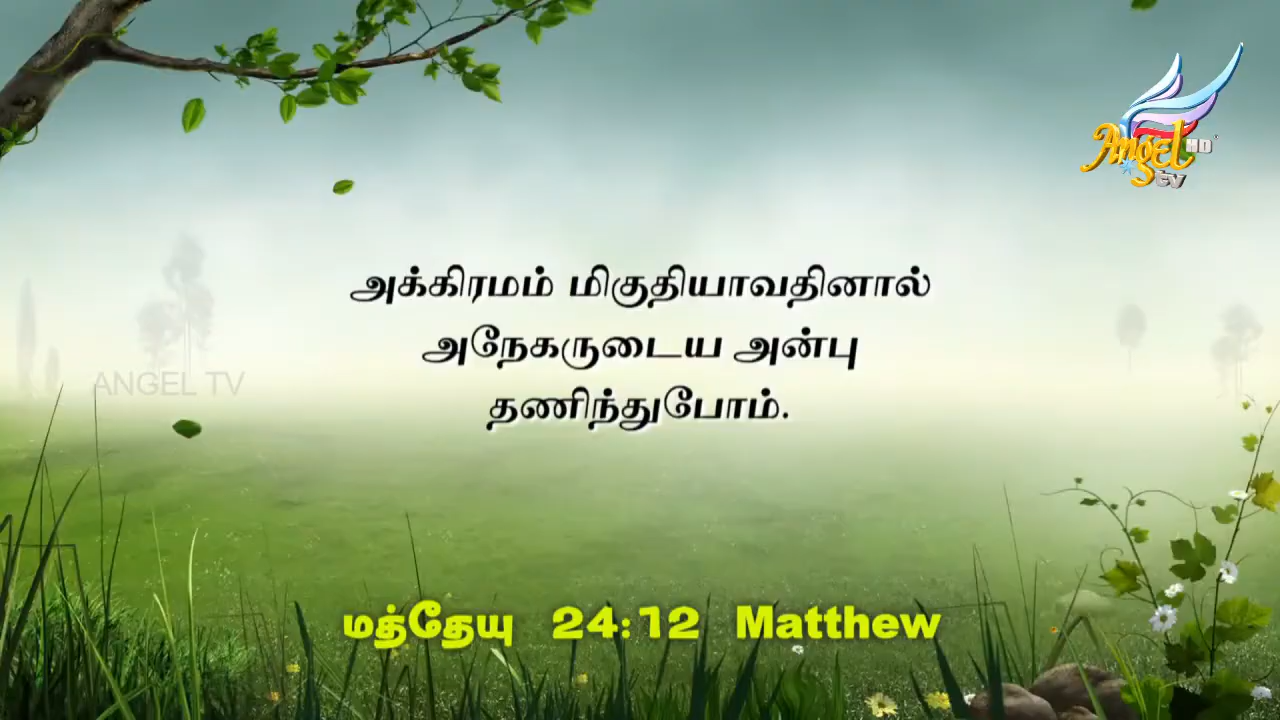 Angel HD
tv
அக்கிரமம் மிகுதியாவதினால்
அநேகருடைய அன்பு
ANGEL TV
தணிந்துபோம்.
மத்தேயு 24:12 Matthew